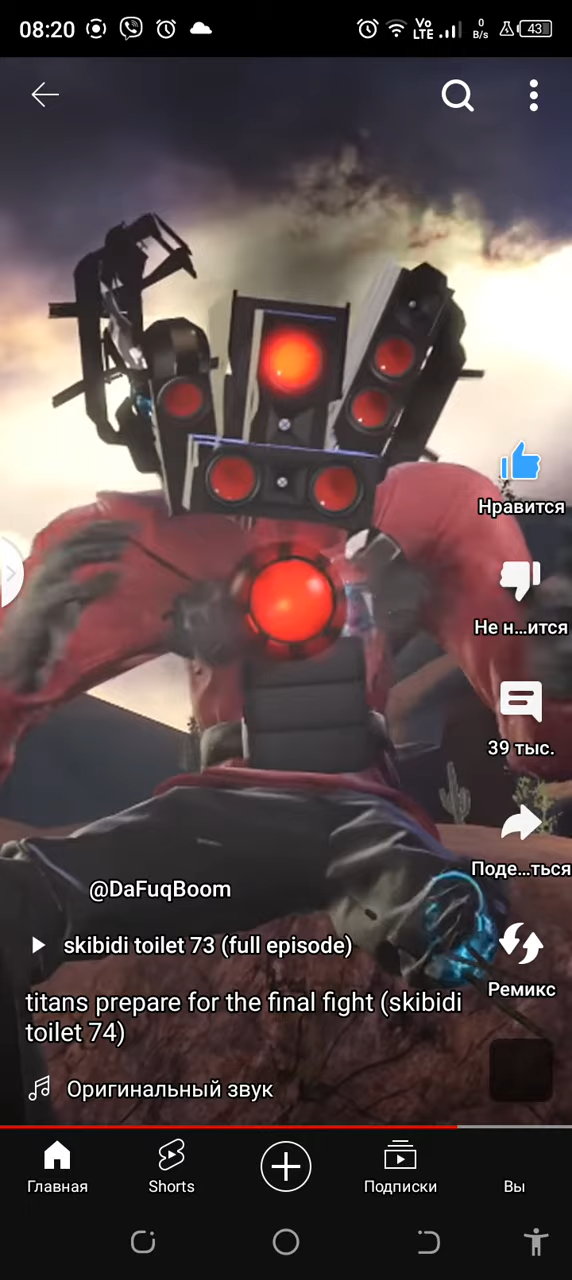 08:20
Vo
LTE
0
B/s
43
Нравится
Не н...ится
39 тыс.
Поде...ться
@DaFuqBoom
skibidi toilet 73 (full episode)
Ремикс
titans prepare for the final fight (skibidi
toilet 74)
Оригинальный звук
Главная
Shorts
Подписки
Вы